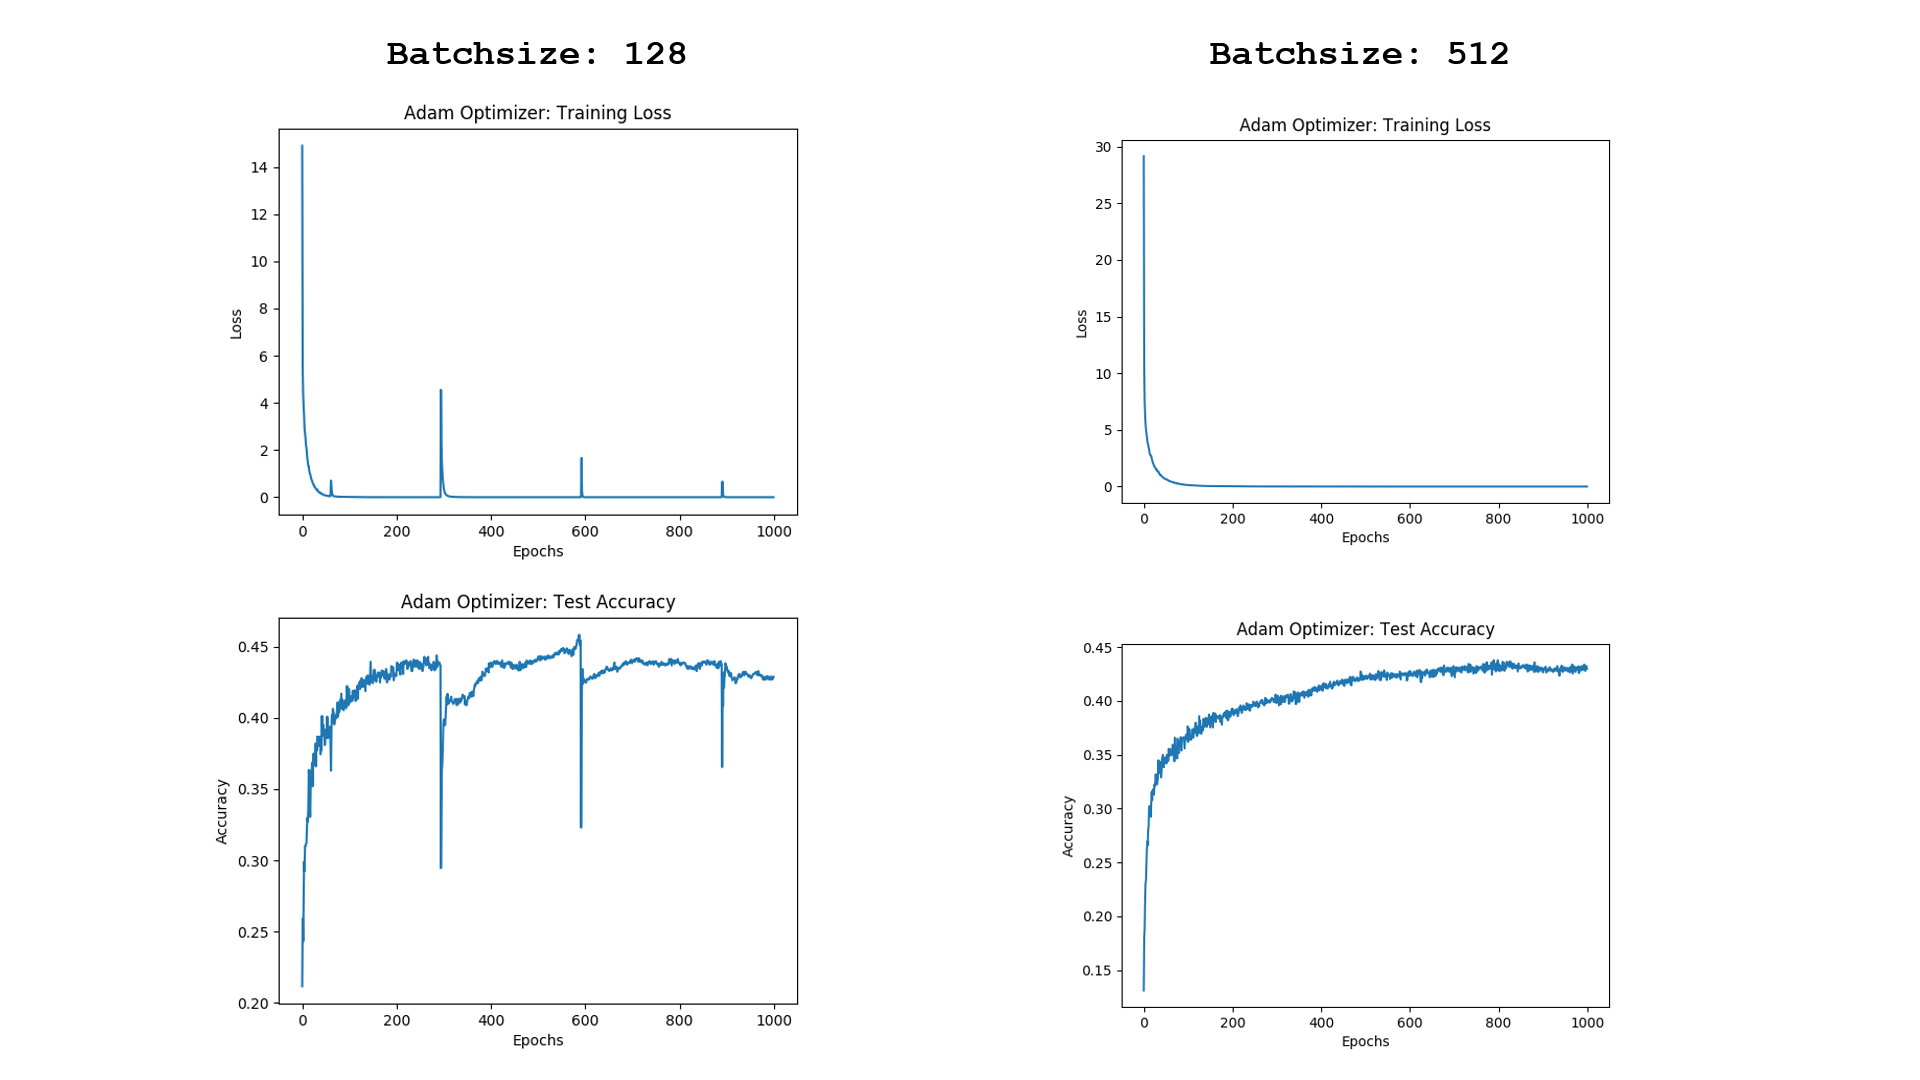 Batchsize: 128
Adam Optimizer: Training Loss
14
12
10
8
6
4
2
0
Loss
0 200 400 600 800 1000
Epochs
Adam Optimizer: Test Accuracy
0.45
0.40
0.35
0.30
0.25
0.20
Accuracy
0 200 400 600 800 1000
Epochs
Batchsize: 512
Adam Optimizer: Training Loss
30
25
20
15
10
5
0
Loss
0 200 400 600 800 1000
Epochs
Adam Optimizer: Test Accuracy
0.45
0.40
0.35
0.30
0.25
0.20
0.15
Accuracy
0 200 400 600 800 1000
Epochs